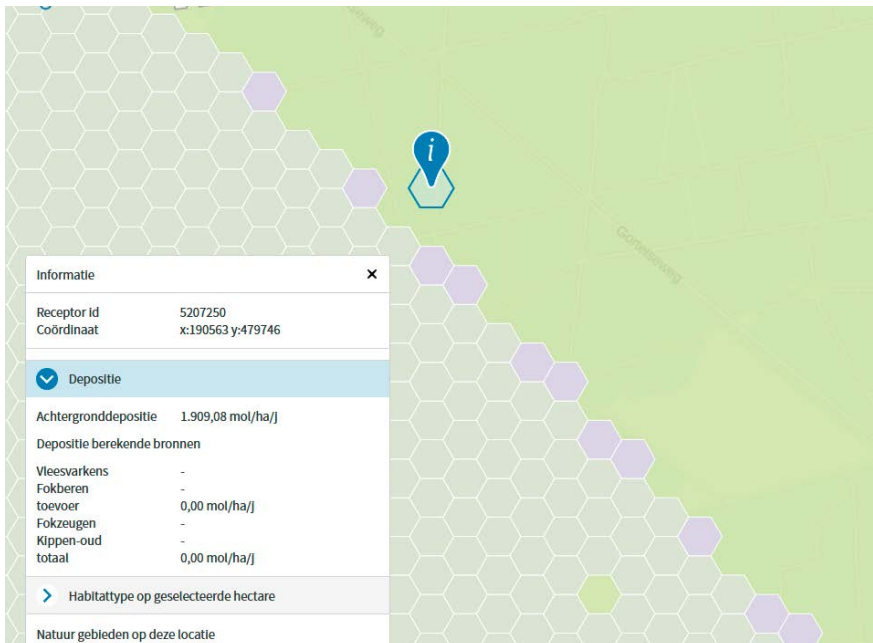 i
Gortelseweg
Informatie
Receptor Id 5207250
Coördinaat x:190563 y:479746
Depositie
Achtergronddepositie 1.909,08 mol/ha/j
Depositie berekende bronnen
Vleesvarkens -
Fokberen -
toevoer 0,00 mol/ha/j
Fokzeugen -
Kippen-oud -
totaal 0,00 mol/ha/j
Habitattype op geselecteerde hectare
Natuur gebieden op deze locatie